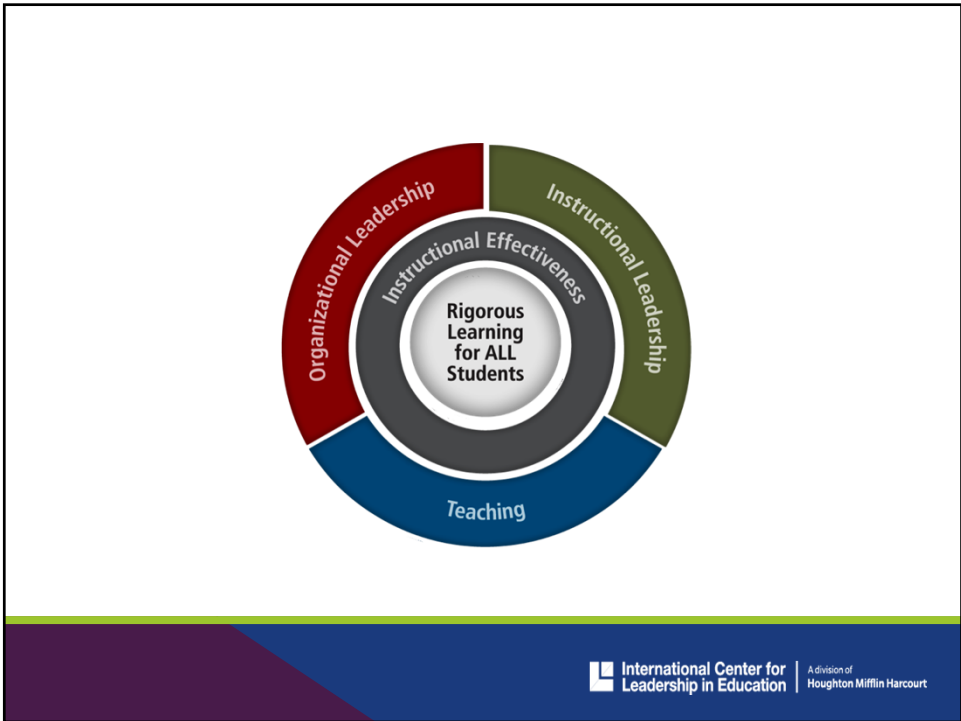 Organizational Leadership
Instructional Leadership
Instructional Effectiveness
Rigorous
Learning
for ALL
Students
Teaching
International Center for
Leadership in Education
A division of
Houghton Mifflin Harcourt